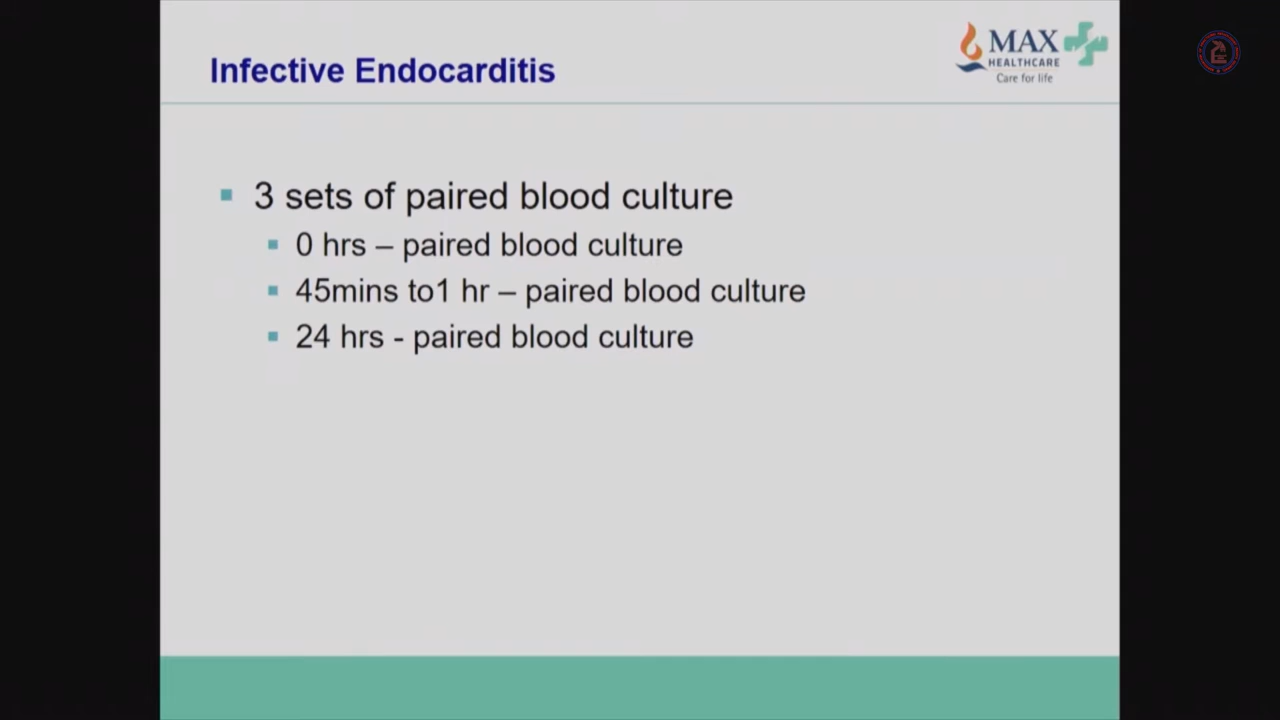 Infective Endocarditis
MAX
HEALTHCARE
Care for life
3 sets of paired blood culture
0 hrs – paired blood culture
45mins to1 hr – paired blood culture
24 hrs - paired blood culture